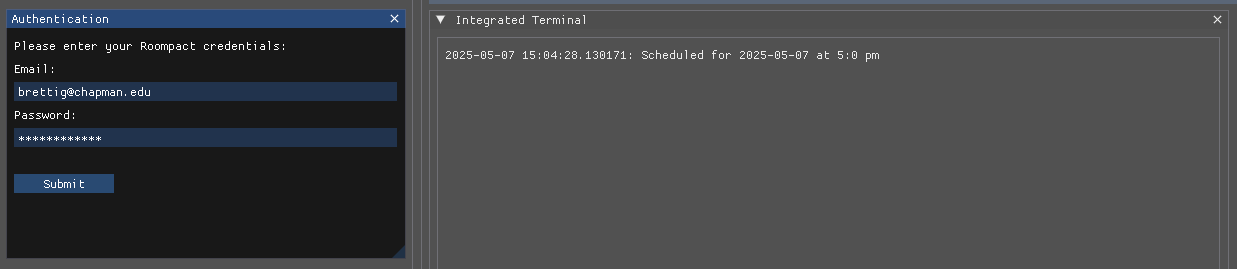 Authentication
Please enter your Roompact credentials:
Email:
brettig@chapman.edu
Password:
************
Submit
Integrated Terminal
2025-05-07 15:04:28.130171: Scheduled for 2025-05-07 at 5:0 pm